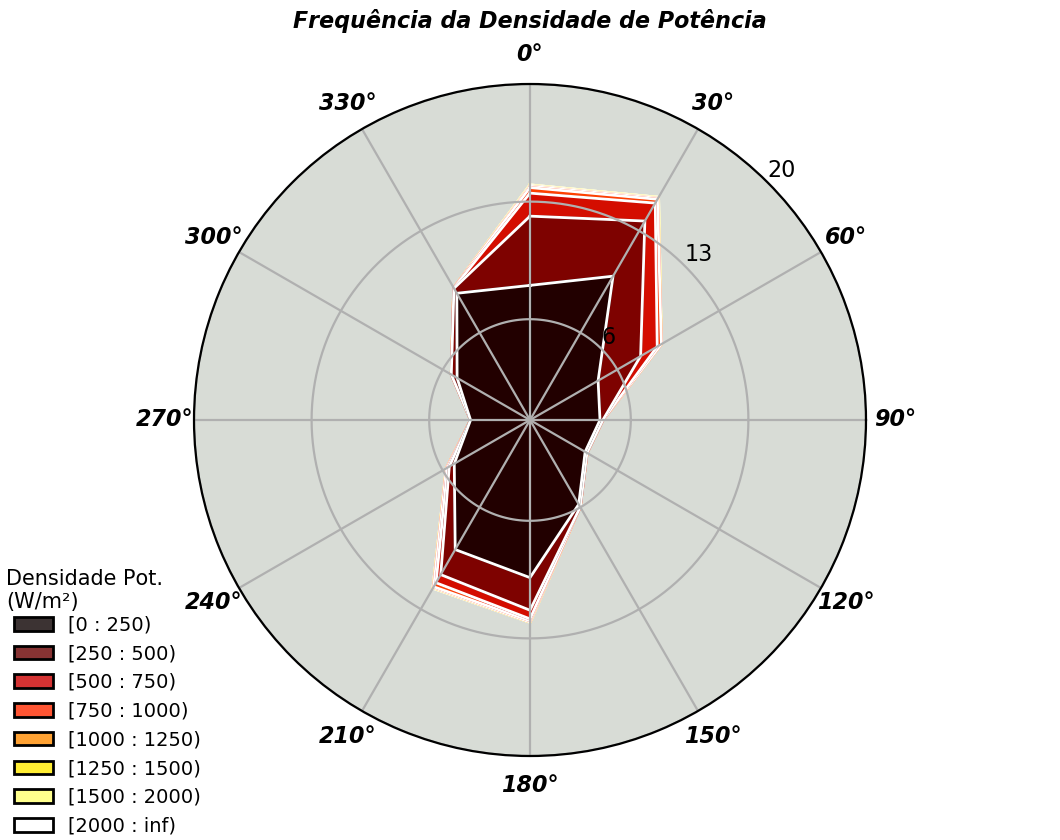 Frequência da Densidade de Potência
0°
330°
30°
20
300°
60°
13
6
270°
90°
240°
120°
210°
150°
180°
Densidade Pot.
(W/m²)
[0 : 250)
[250 : 500)
[500 : 750)
[750 : 1000)
[1000 : 1250)
[1250 : 1500)
[1500 : 2000)
[2000 : inf)